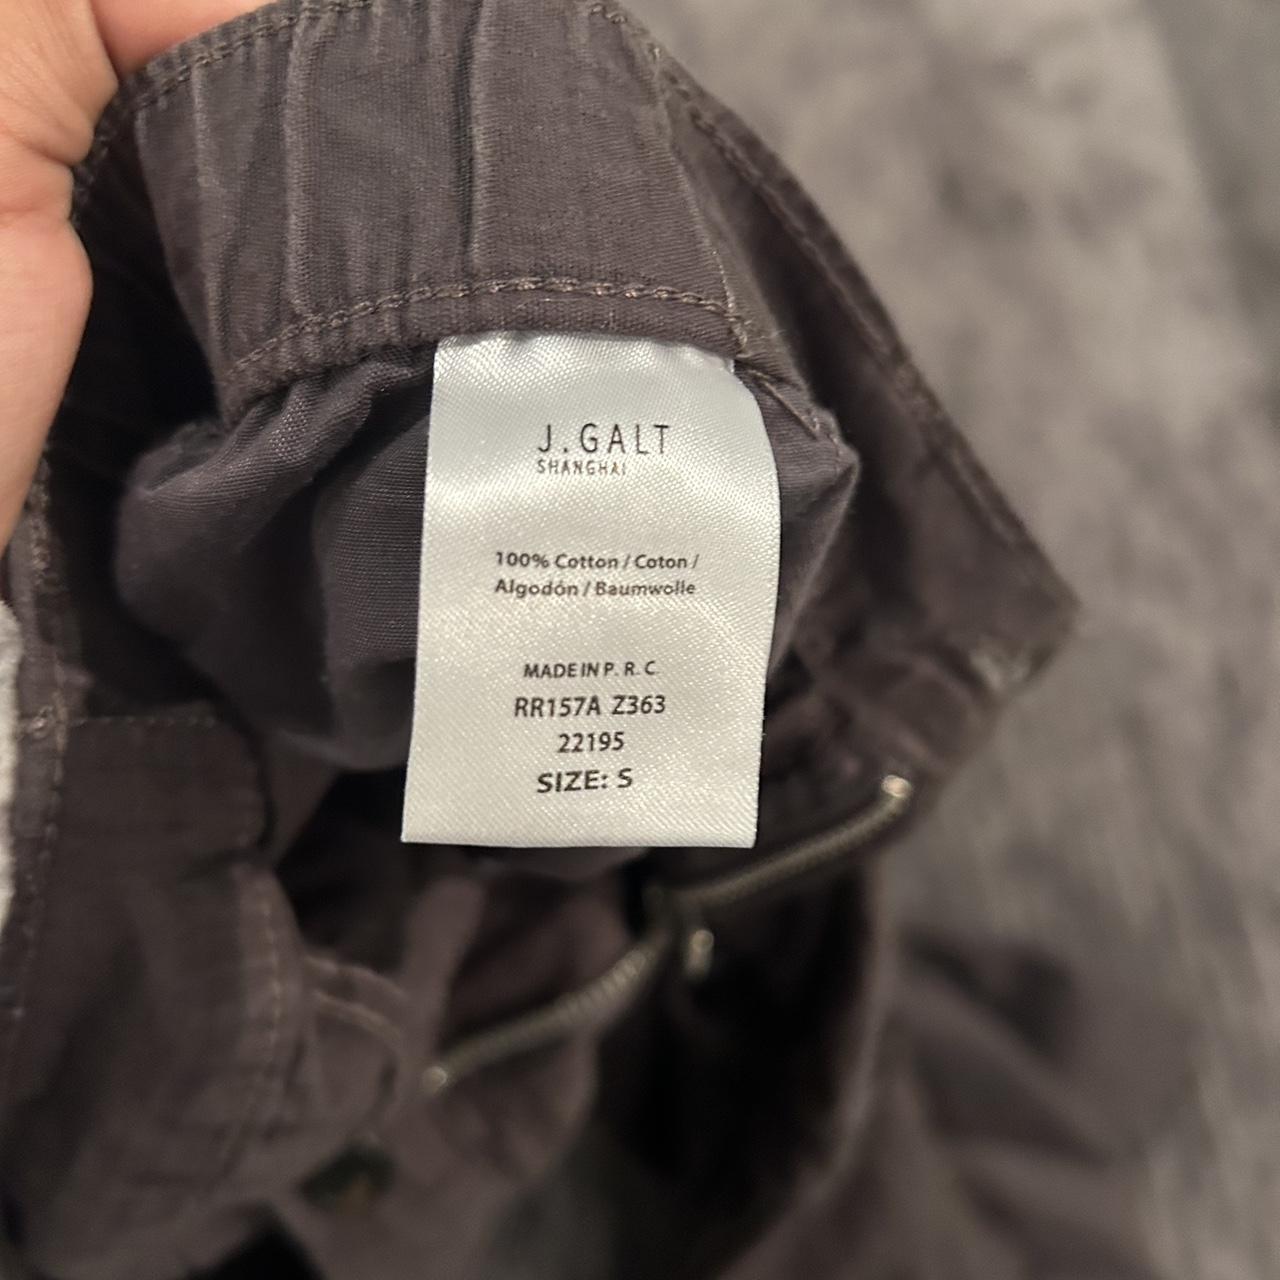 J.GALT
SHANGHAI
100% Cotton / Coton /
Algodón / Baumwolle
MADE IN P. R. C.
RR157A Z363
22195
SIZE: S